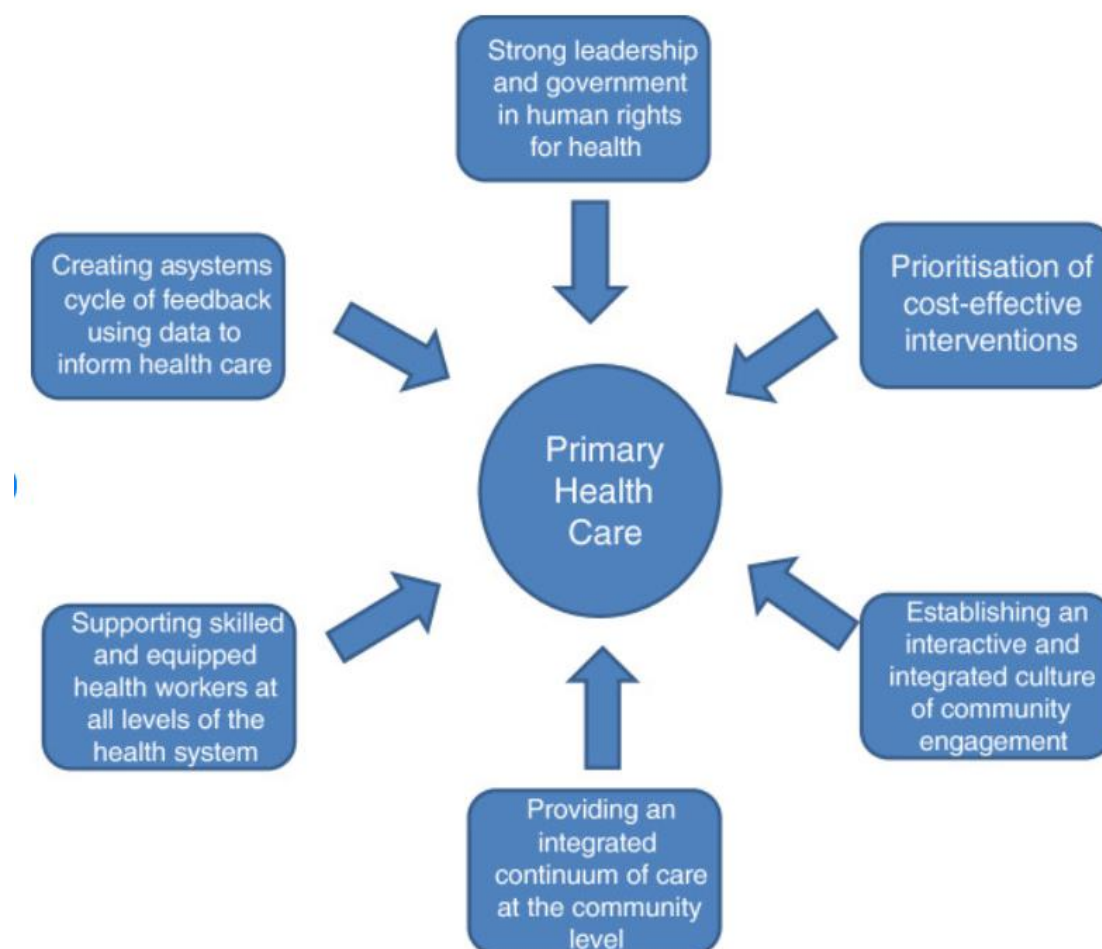 Strong leadership
and government
in human rights
for health
Creating asystems
cycle of feedback
using data to
inform health care
Prioritisation of
cost-effective
interventions
Primary
Health
Care
Supporting skilled
and equipped
health workers at
all levels of the
health system
Establishing an
interactive and
integrated culture
of community
engagement
Providing an
integrated
continuum of care
at the community
level